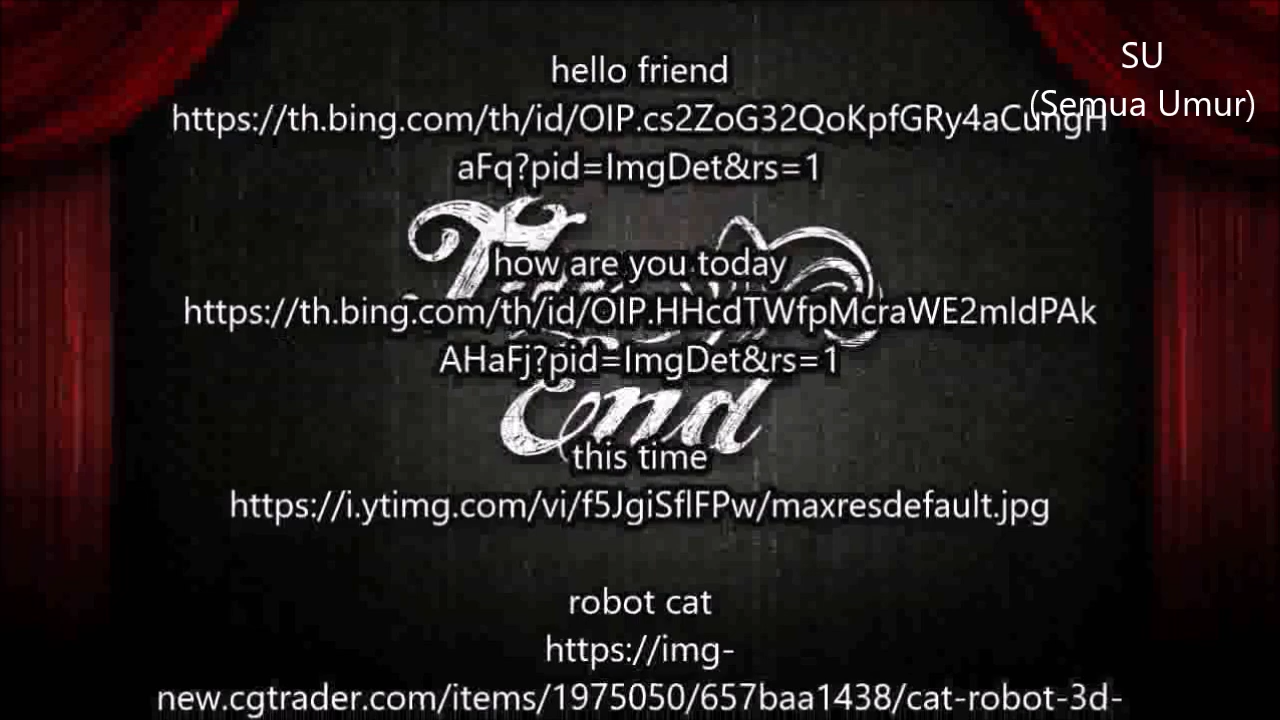 SU
(Semua Umur)
hello friend
https://th.bing.com/th/id/OIP.cs2ZoG32QoKpfGRy4aCungH
aFq?pid=ImgDet&rs=1
The
how are you today
https://th.bing.com/th/id/OIP.HHcdTWfpMcraWE2mldPAk
AHaFj?pid=ImgDet&rs=1
End
this time
https://i.ytimg.com/vi/f5JgiSflFPw/maxresdefault.jpg
robot cat
https://img-
new.cgtrader.com/items/1975050/657baa1438/cat-robot-3d-